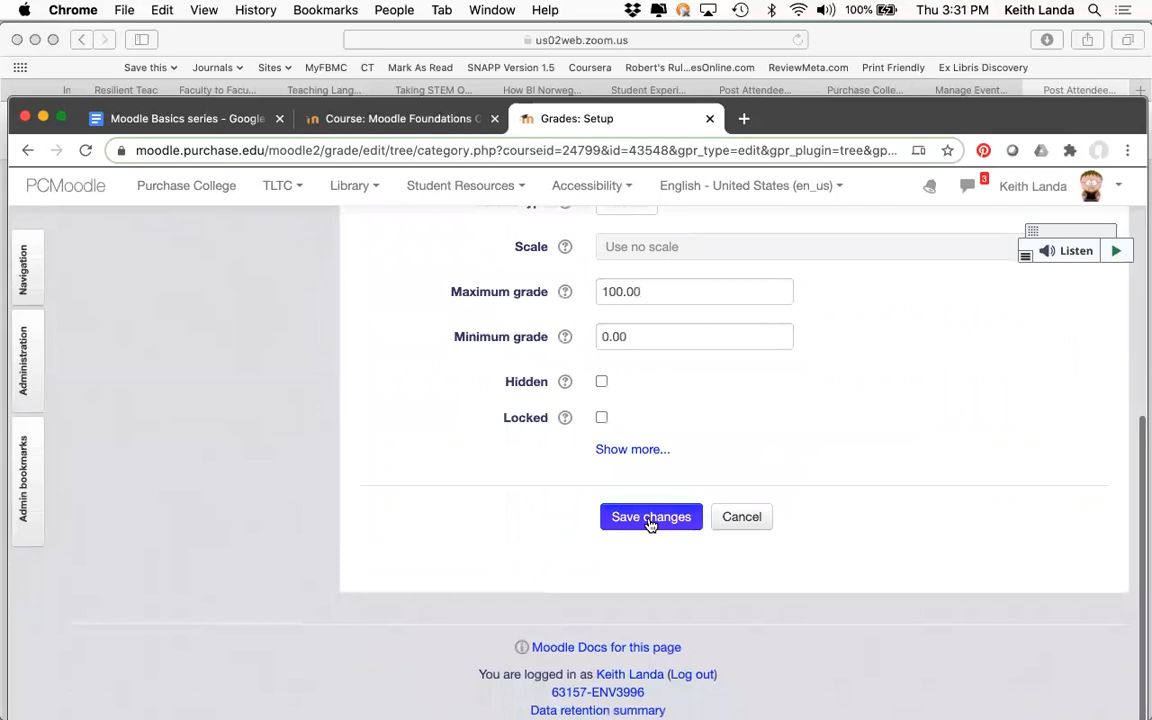 Chrome File Edit View History Bookmarks People Tab Window Help 100% Thu 3:31 PM Keith Landa
us02web.zoom.us
Save this Journals Sites MyFBMC CT Mark As Read SNAPP Version 1.5 Coursera Robert's Rul...esOnline.com ReviewMeta.com Print Friendly Ex Libris Discovery
In Resilient Teac Faculty to Facu... Teaching Lang... Taking STEM O... How BI Norweg... Student Experi... Post Attendee... Purchase Colle... Manage Event... Post Attendee...
Moodle Basics series - Google Course: Moodle Foundations C Grades: Setup
moodle.purchase.edu/moodle2/grade/edit/tree/category.php?courseid=24799&id=43548&gpr_type=edit&gpr_plugin=tree&gp...
PCMoodle Purchase College TLTC Library Student Resources Accessibility English - United States (en_us) 3 Keith Landa
Navigation
Administration
Admin bookmarks
Scale Use no scale
Listen
Maximum grade 100.00
Minimum grade 0.00
Hidden
Locked
Show more...
Save changes Cancel
Moodle Docs for this page
You are logged in as Keith Landa (Log out)
63157-ENV3996
Data retention summary